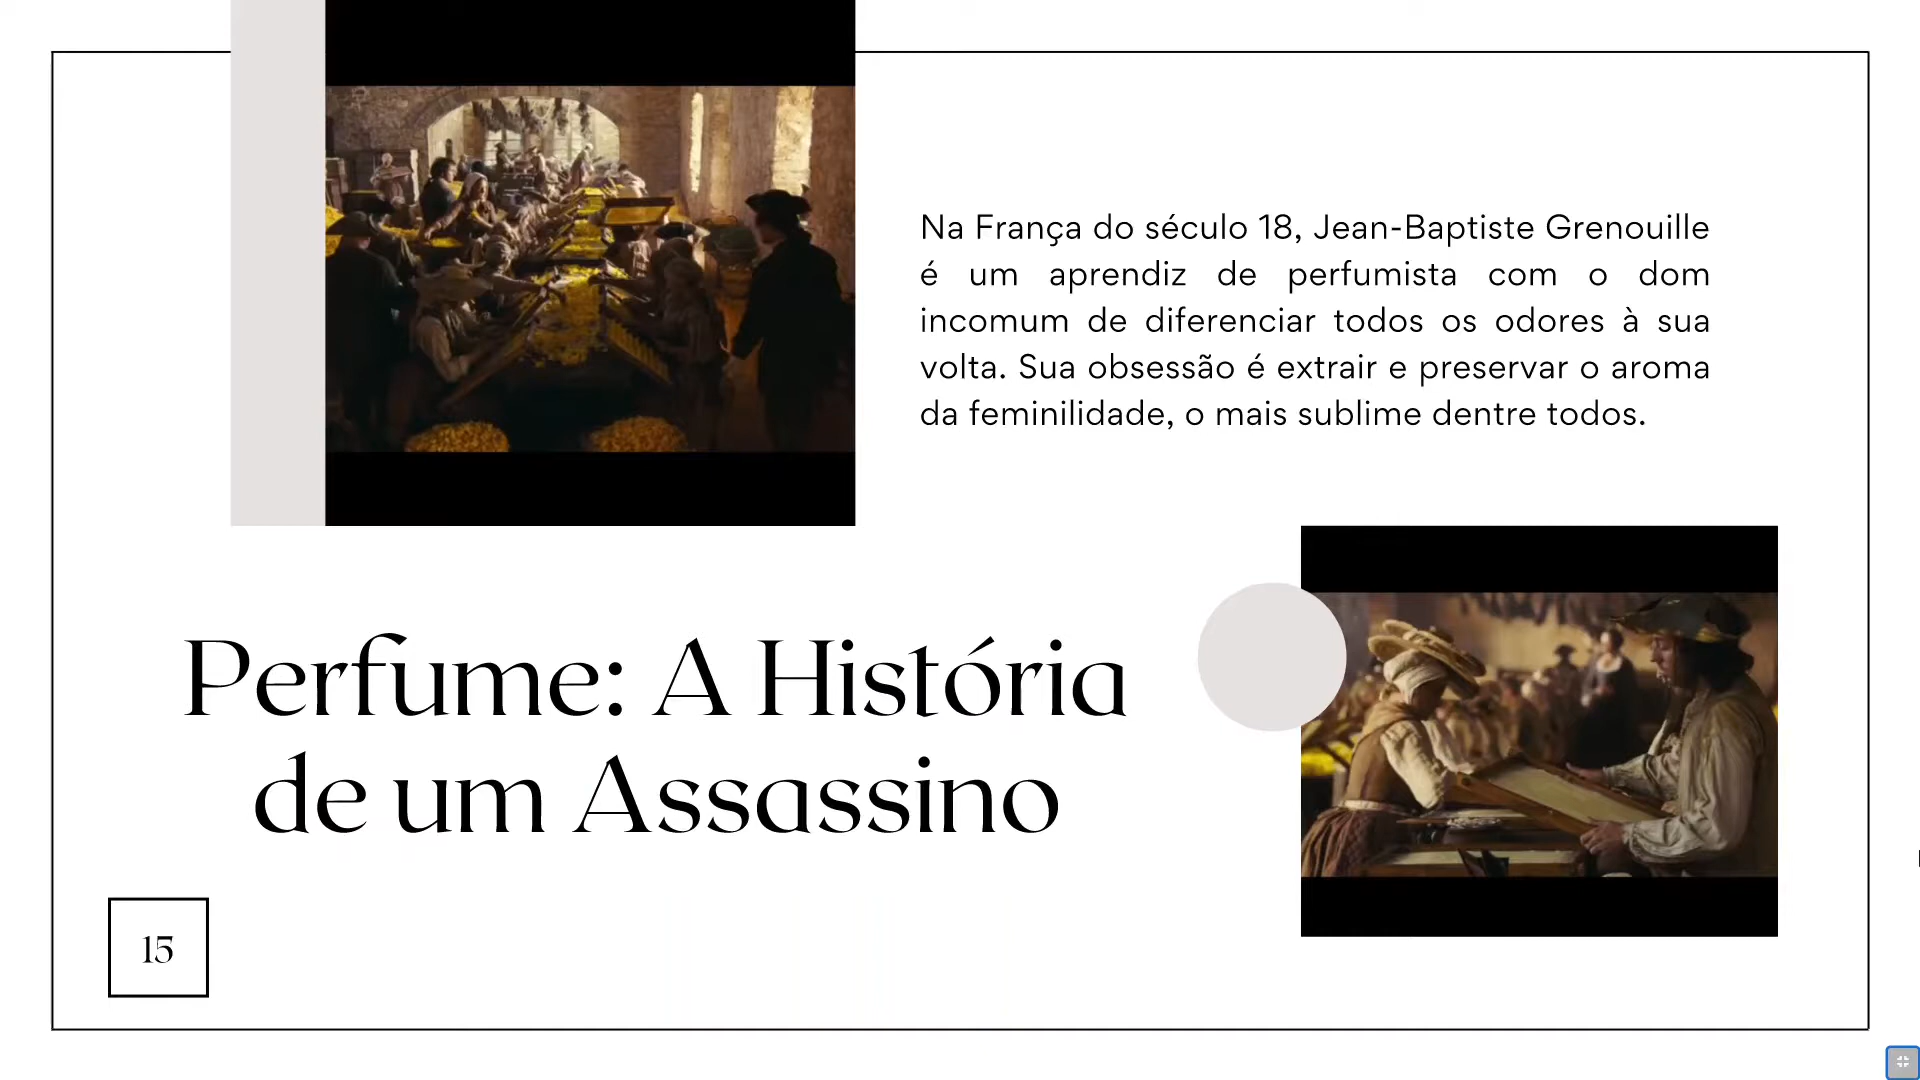 Na França do século 18, Jean-Baptiste Grenouille
é um aprendiz de perfumista com o dom
incomum de diferenciar todos os odores à sua
volta. Sua obsessão é extrair e preservar o aroma
da feminilidade, o mais sublime dentre todos.
Perfume: A História
de um Assassino
15